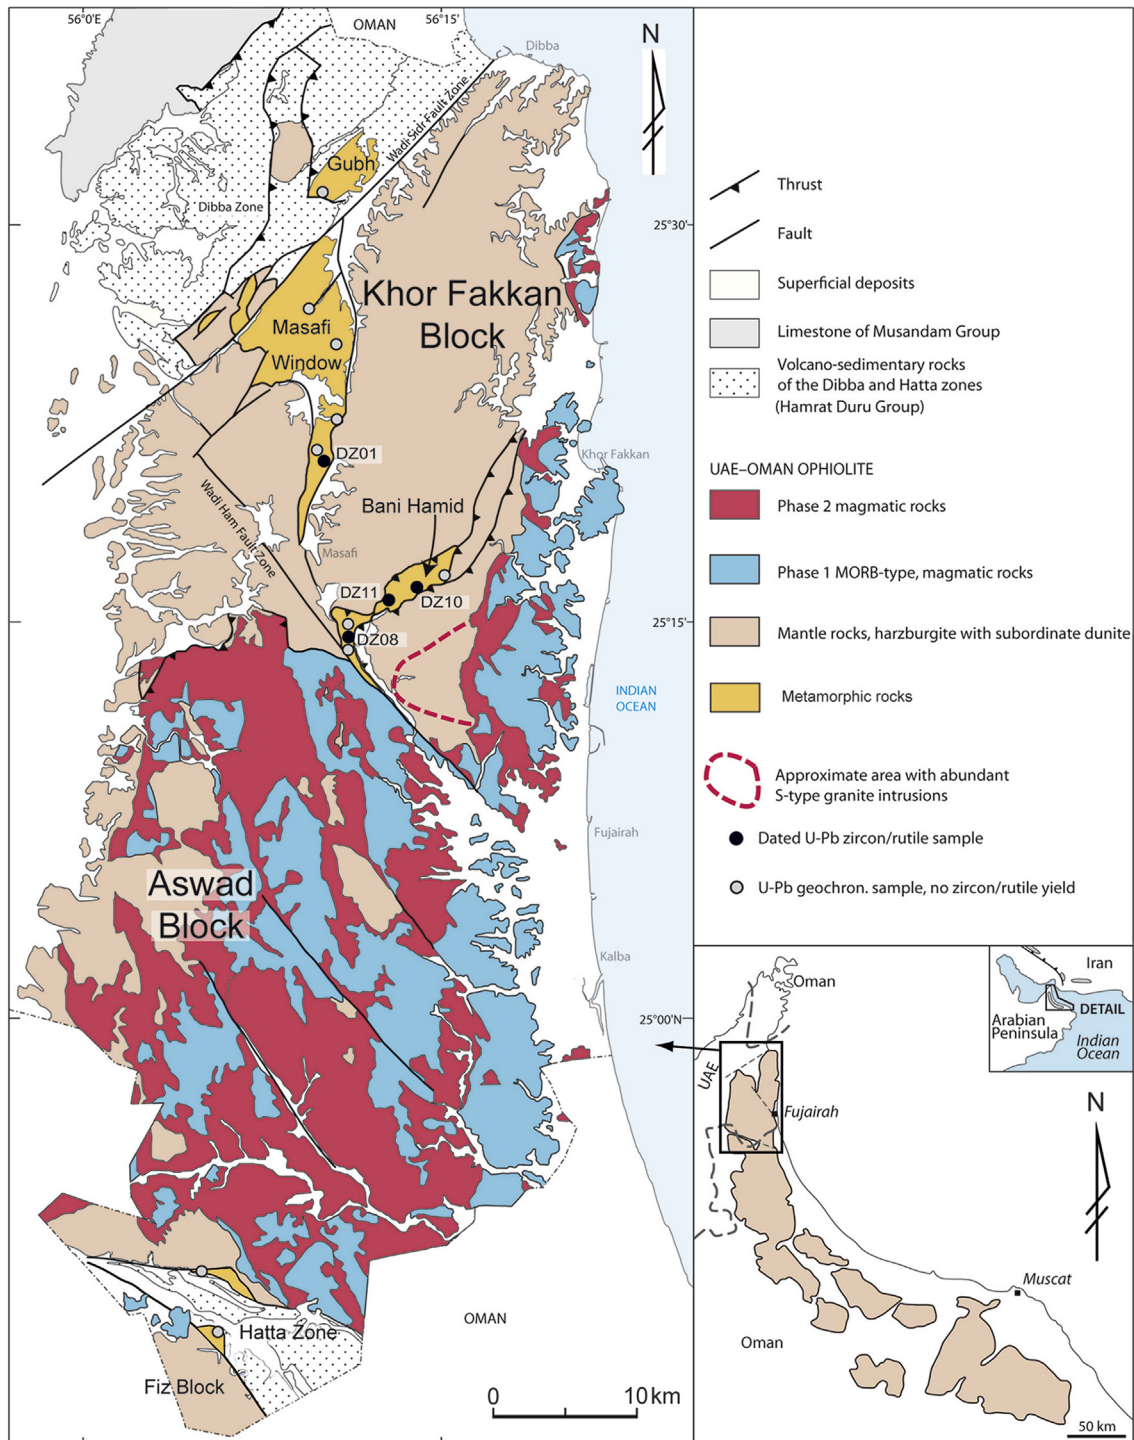 56°0'E
56°15'
OMAN
Dibba
N
Wadi Sidr Fault Zone
Gubh
Dibba Zone
25°30'
Khor Fakkan
Block
Masafi
Window
DZ01
Khor Fakkan
Bani Hamid
Wadi Ham Fault Zone
Masafi
DZ11
DZ10
DZ08
25°15'
INDIAN
OCEAN
Fujairah
Aswad
Block
Kalba
25°00'N
Hatta Zone
OMAN
Fiz Block
0
10 km
Thrust
Fault
Superficial deposits
Limestone of Musandam Group
Volcano-sedimentary rocks
of the Dibba and Hatta zones
(Hamrat Duru Group)
UAE–OMAN OPHIOLITE
Phase 2 magmatic rocks
Phase 1 MORB-type, magmatic rocks
Mantle rocks, harzburgite with subordinate dunite
Metamorphic rocks
Approximate area with abundant
S-type granite intrusions
Dated U-Pb zircon/rutile sample
U-Pb geochron. sample, no zircon/rutile yield
Oman
Iran
DETAIL
Arabian
Peninsula
Indian
Ocean
UAE
Fujairah
N
Muscat
Oman
50 km